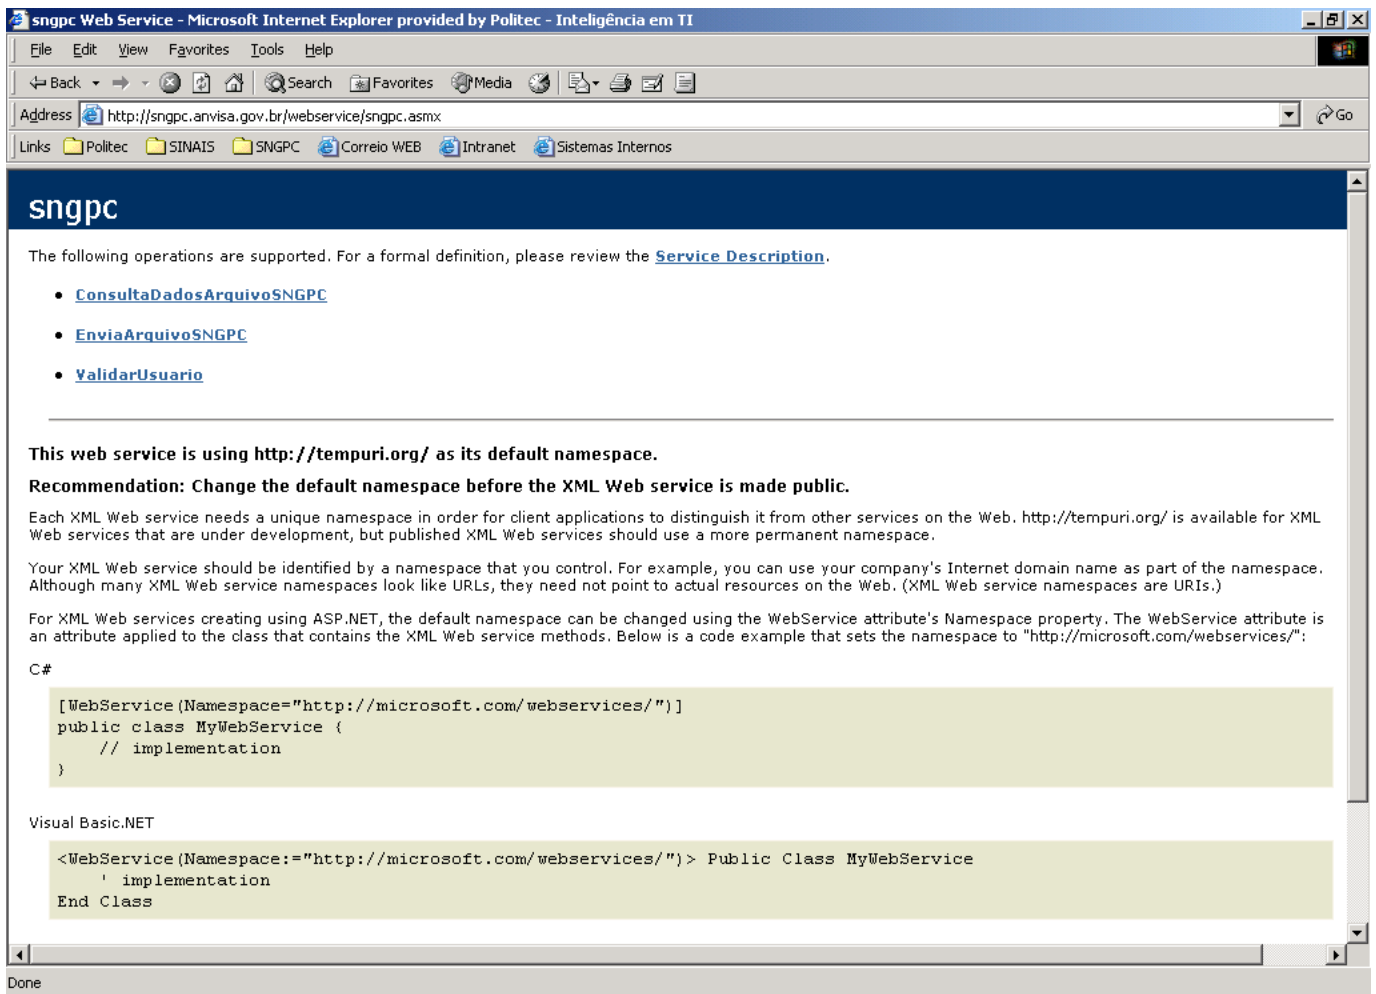 sngpc Web Service - Microsoft Internet Explorer provided by Politec - Inteligência em TI
File Edit View Favorites Tools Help
Back Search Favorites Media
Address http://sngpc.anvisa.gov.br/webservice/sngpc.asmx Go
Links Politec SINAIS SNGPC Correio WEB Intranet Sistemas Internos
sngpc
The following operations are supported. For a formal definition, please review the Service Description.
• ConsultaDadosArquivoSNGPC
• EnviaArquivoSNGPC
• ValidarUsuario
This web service is using http://tempuri.org/ as its default namespace.
Recommendation: Change the default namespace before the XML Web service is made public.
Each XML Web service needs a unique namespace in order for client applications to distinguish it from other services on the Web. http://tempuri.org/ is available for XML
Web services that are under development, but published XML Web services should use a more permanent namespace.
Your XML Web service should be identified by a namespace that you control. For example, you can use your company's Internet domain name as part of the namespace.
Although many XML Web service namespaces look like URLs, they need not point to actual resources on the Web. (XML Web service namespaces are URIs.)
For XML Web services creating using ASP.NET, the default namespace can be changed using the WebService attribute's Namespace property. The WebService attribute is
an attribute applied to the class that contains the XML Web service methods. Below is a code example that sets the namespace to "http://microsoft.com/webservices/":
C#
[WebService(Namespace="http://microsoft.com/webservices/")]
public class MyWebService {
    // implementation
}
Visual Basic.NET
<WebService(Namespace:="http://microsoft.com/webservices/")> Public Class MyWebService
    ' implementation
End Class
Done